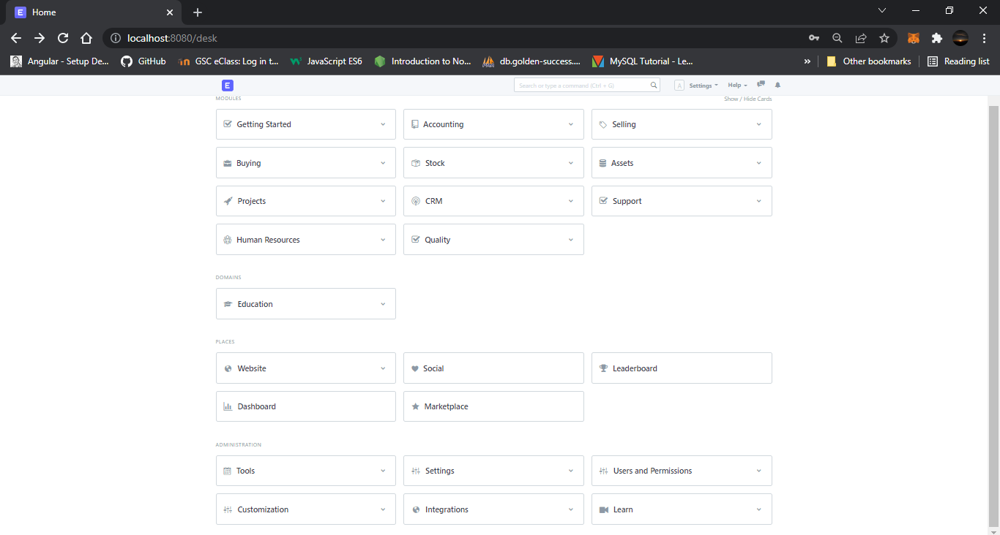 E Home
localhost:8080/desk
Angular - Setup De... GitHub GSC eClass: Log in t... JavaScript ES6 Introduction to No... db.golden-success.... MySQL Tutorial - Le... » Other bookmarks Reading list
E Search or type a command (Ctrl + G) A Settings Help
MODULES Show / Hide Cards
Getting Started Accounting Selling
Buying Stock Assets
Projects CRM Support
Human Resources Quality
DOMAINS
Education
PLACES
Website Social Leaderboard
Dashboard Marketplace
ADMINISTRATION
Tools Settings Users and Permissions
Customization Integrations Learn